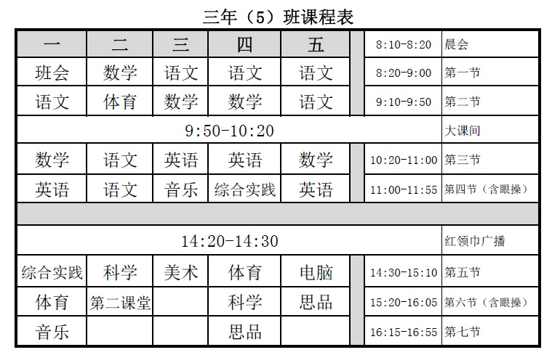 三年（5）班课程表
一 二 三 四 五 8:10-8:20 晨会
班会 数学 语文 语文 语文 8:20-9:00 第一节
语文 体育 数学 数学 语文 9:10-9:50 第二节
9:50-10:20 大课间
数学 语文 英语 英语 数学 10:20-11:00 第三节
英语 语文 音乐 综合实践 英语 11:00-11:55 第四节（含眼操）
14:20-14:30 红领巾广播
综合实践 科学 美术 体育 电脑 14:30-15:10 第五节
体育 第二课堂 科学 思品 15:20-16:05 第六节（含眼操）
音乐 思品 16:15-16:55 第七节